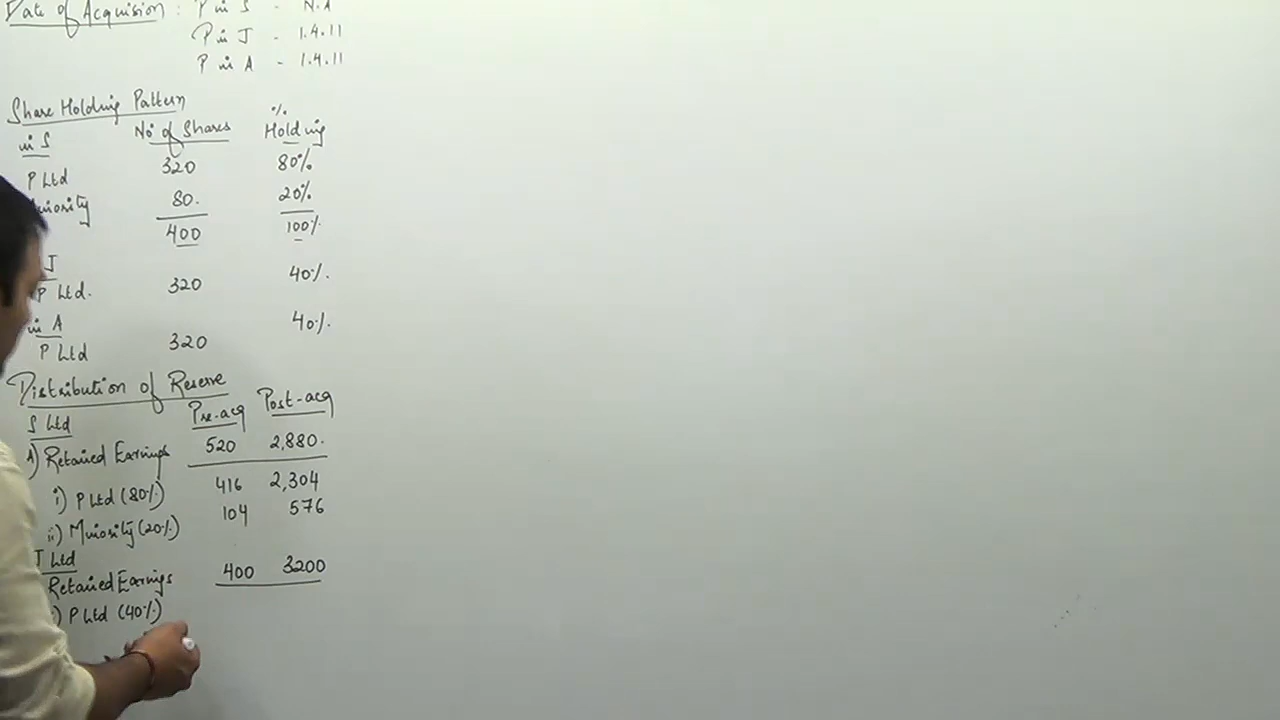 Date of Acquision : P in S - N.A
P in J - 1.4.11
P in A - 1.4.11
Share Holding Pattern
in S No of Shares % Holding
P Ltd 320 80%
Minority 80. 20%
400 100%
J
P Ltd. 320 40%.
in A
P Ltd 320 40%.
Distribution of Reserve
S Ltd Pre-acq Post-acq
A) Retained Earnings 520 2,880.
i) P Ltd (80%) 416 2,304
ii) Minority (20%) 104 576
J Ltd
Retained Earnings 400 3200
) P Ltd (40%)